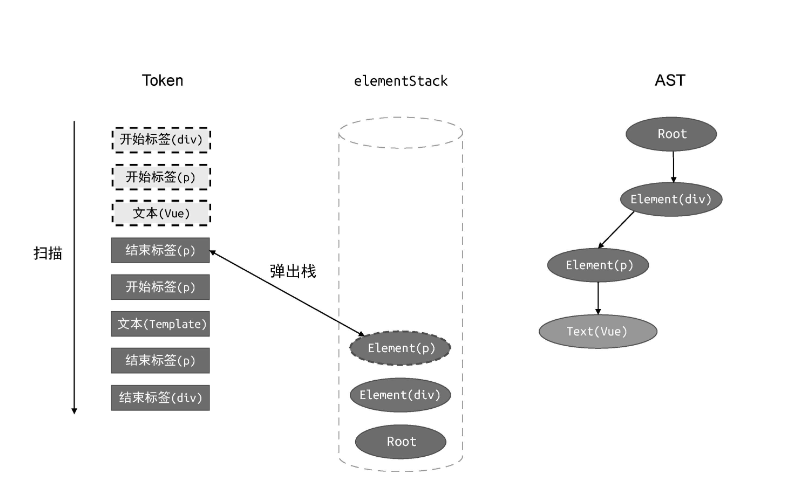 Token
elementStack
AST
扫描
开始标签(div)
开始标签(p)
文本(Vue)
结束标签(p)
开始标签(p)
文本(Template)
结束标签(p)
结束标签(div)
弹出栈
Element(p)
Element(div)
Root
Root
Element(div)
Element(p)
Text(Vue)